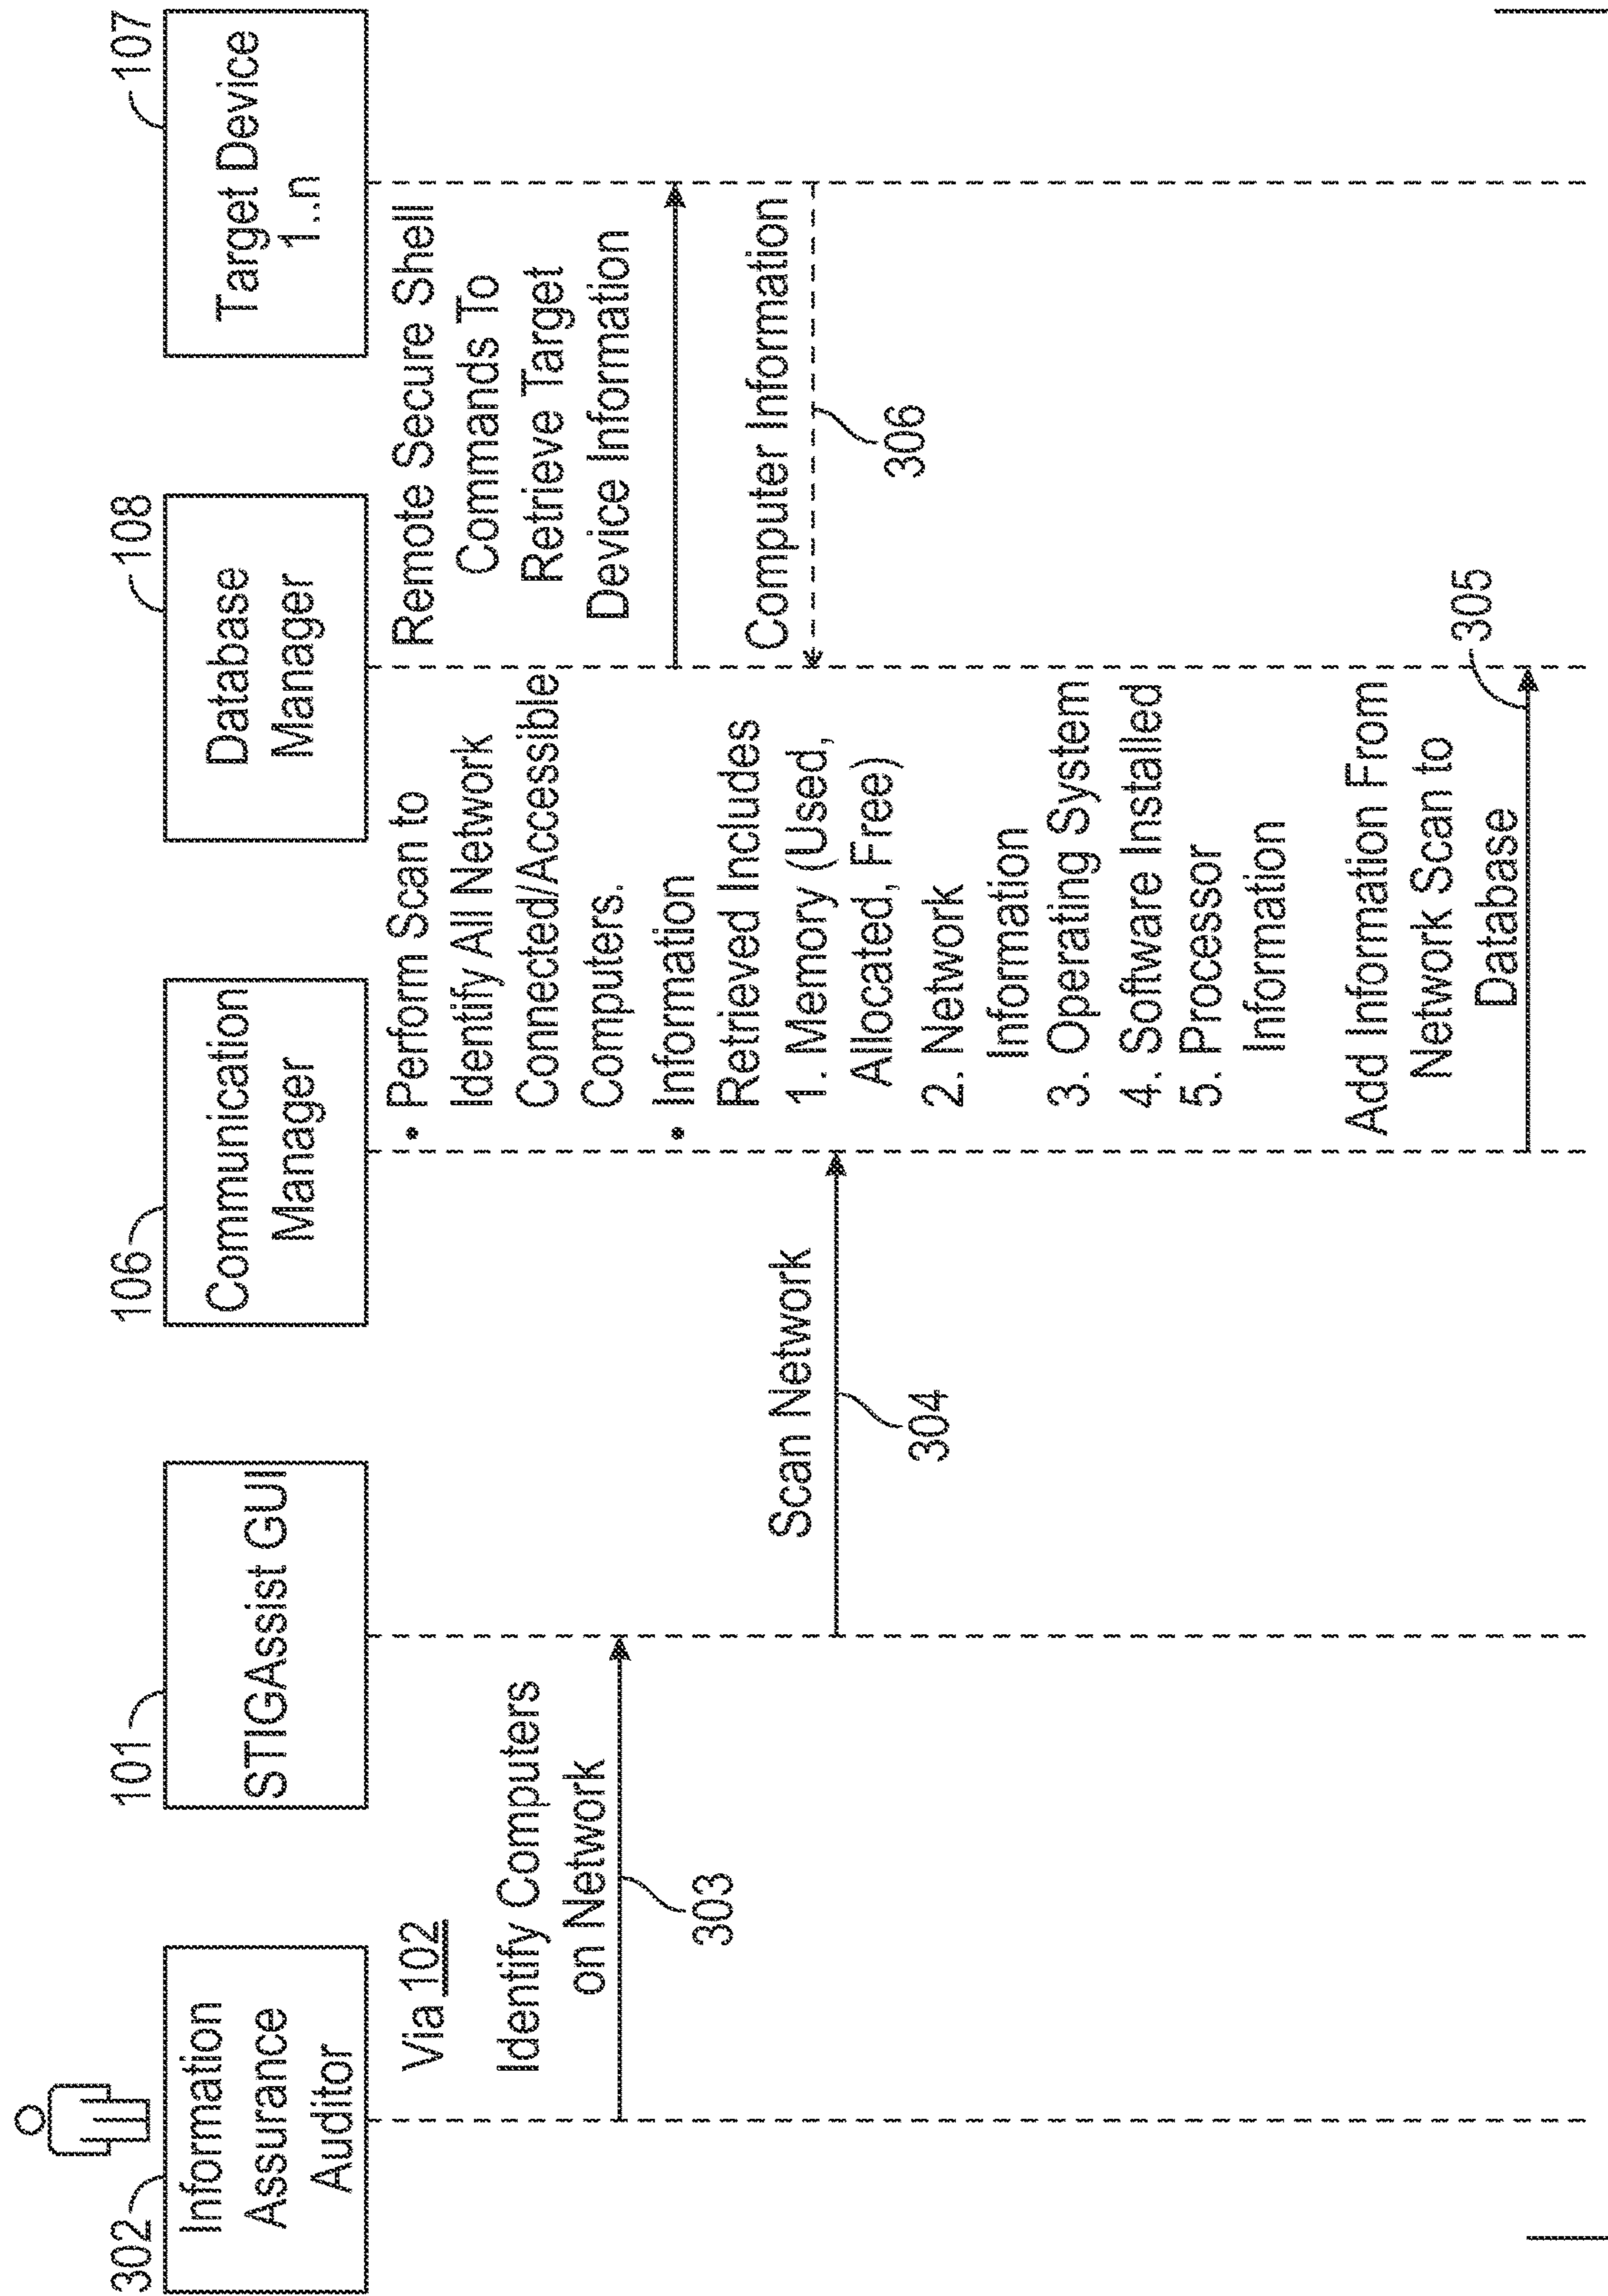 302
Information
Assurance
Auditor
101
STIGAssist GUI
106
Communication
Manager
108
Database
Manager
107
Target Device
1..n
Via 102
Identify Computers
on Network
303
Scan Network
304
• Perform Scan to
Identify All Network
Connected/Accessible
Computers.
• Information
Retrieved Includes
1. Memory (Used,
Allocated, Free)
2. Network
Information
3. Operating System
4. Software Installed
5. Processor
Information
Add Information From
Network Scan to
Database
305
Remote Secure Shell
Commands To
Retrieve Target
Device Information
Computer Information
306